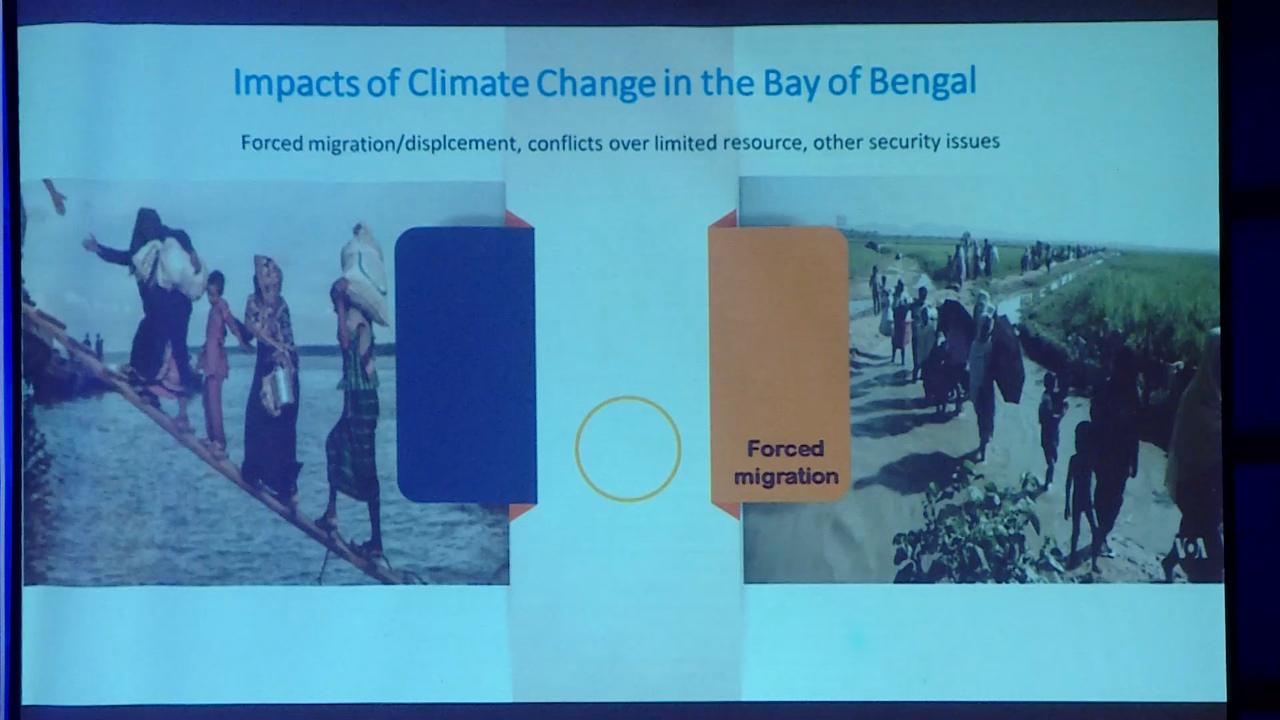 Impacts of Climate Change in the Bay of Bengal
Forced migration/displcement, conflicts over limited resource, other security issues
Forced
migration
VOA